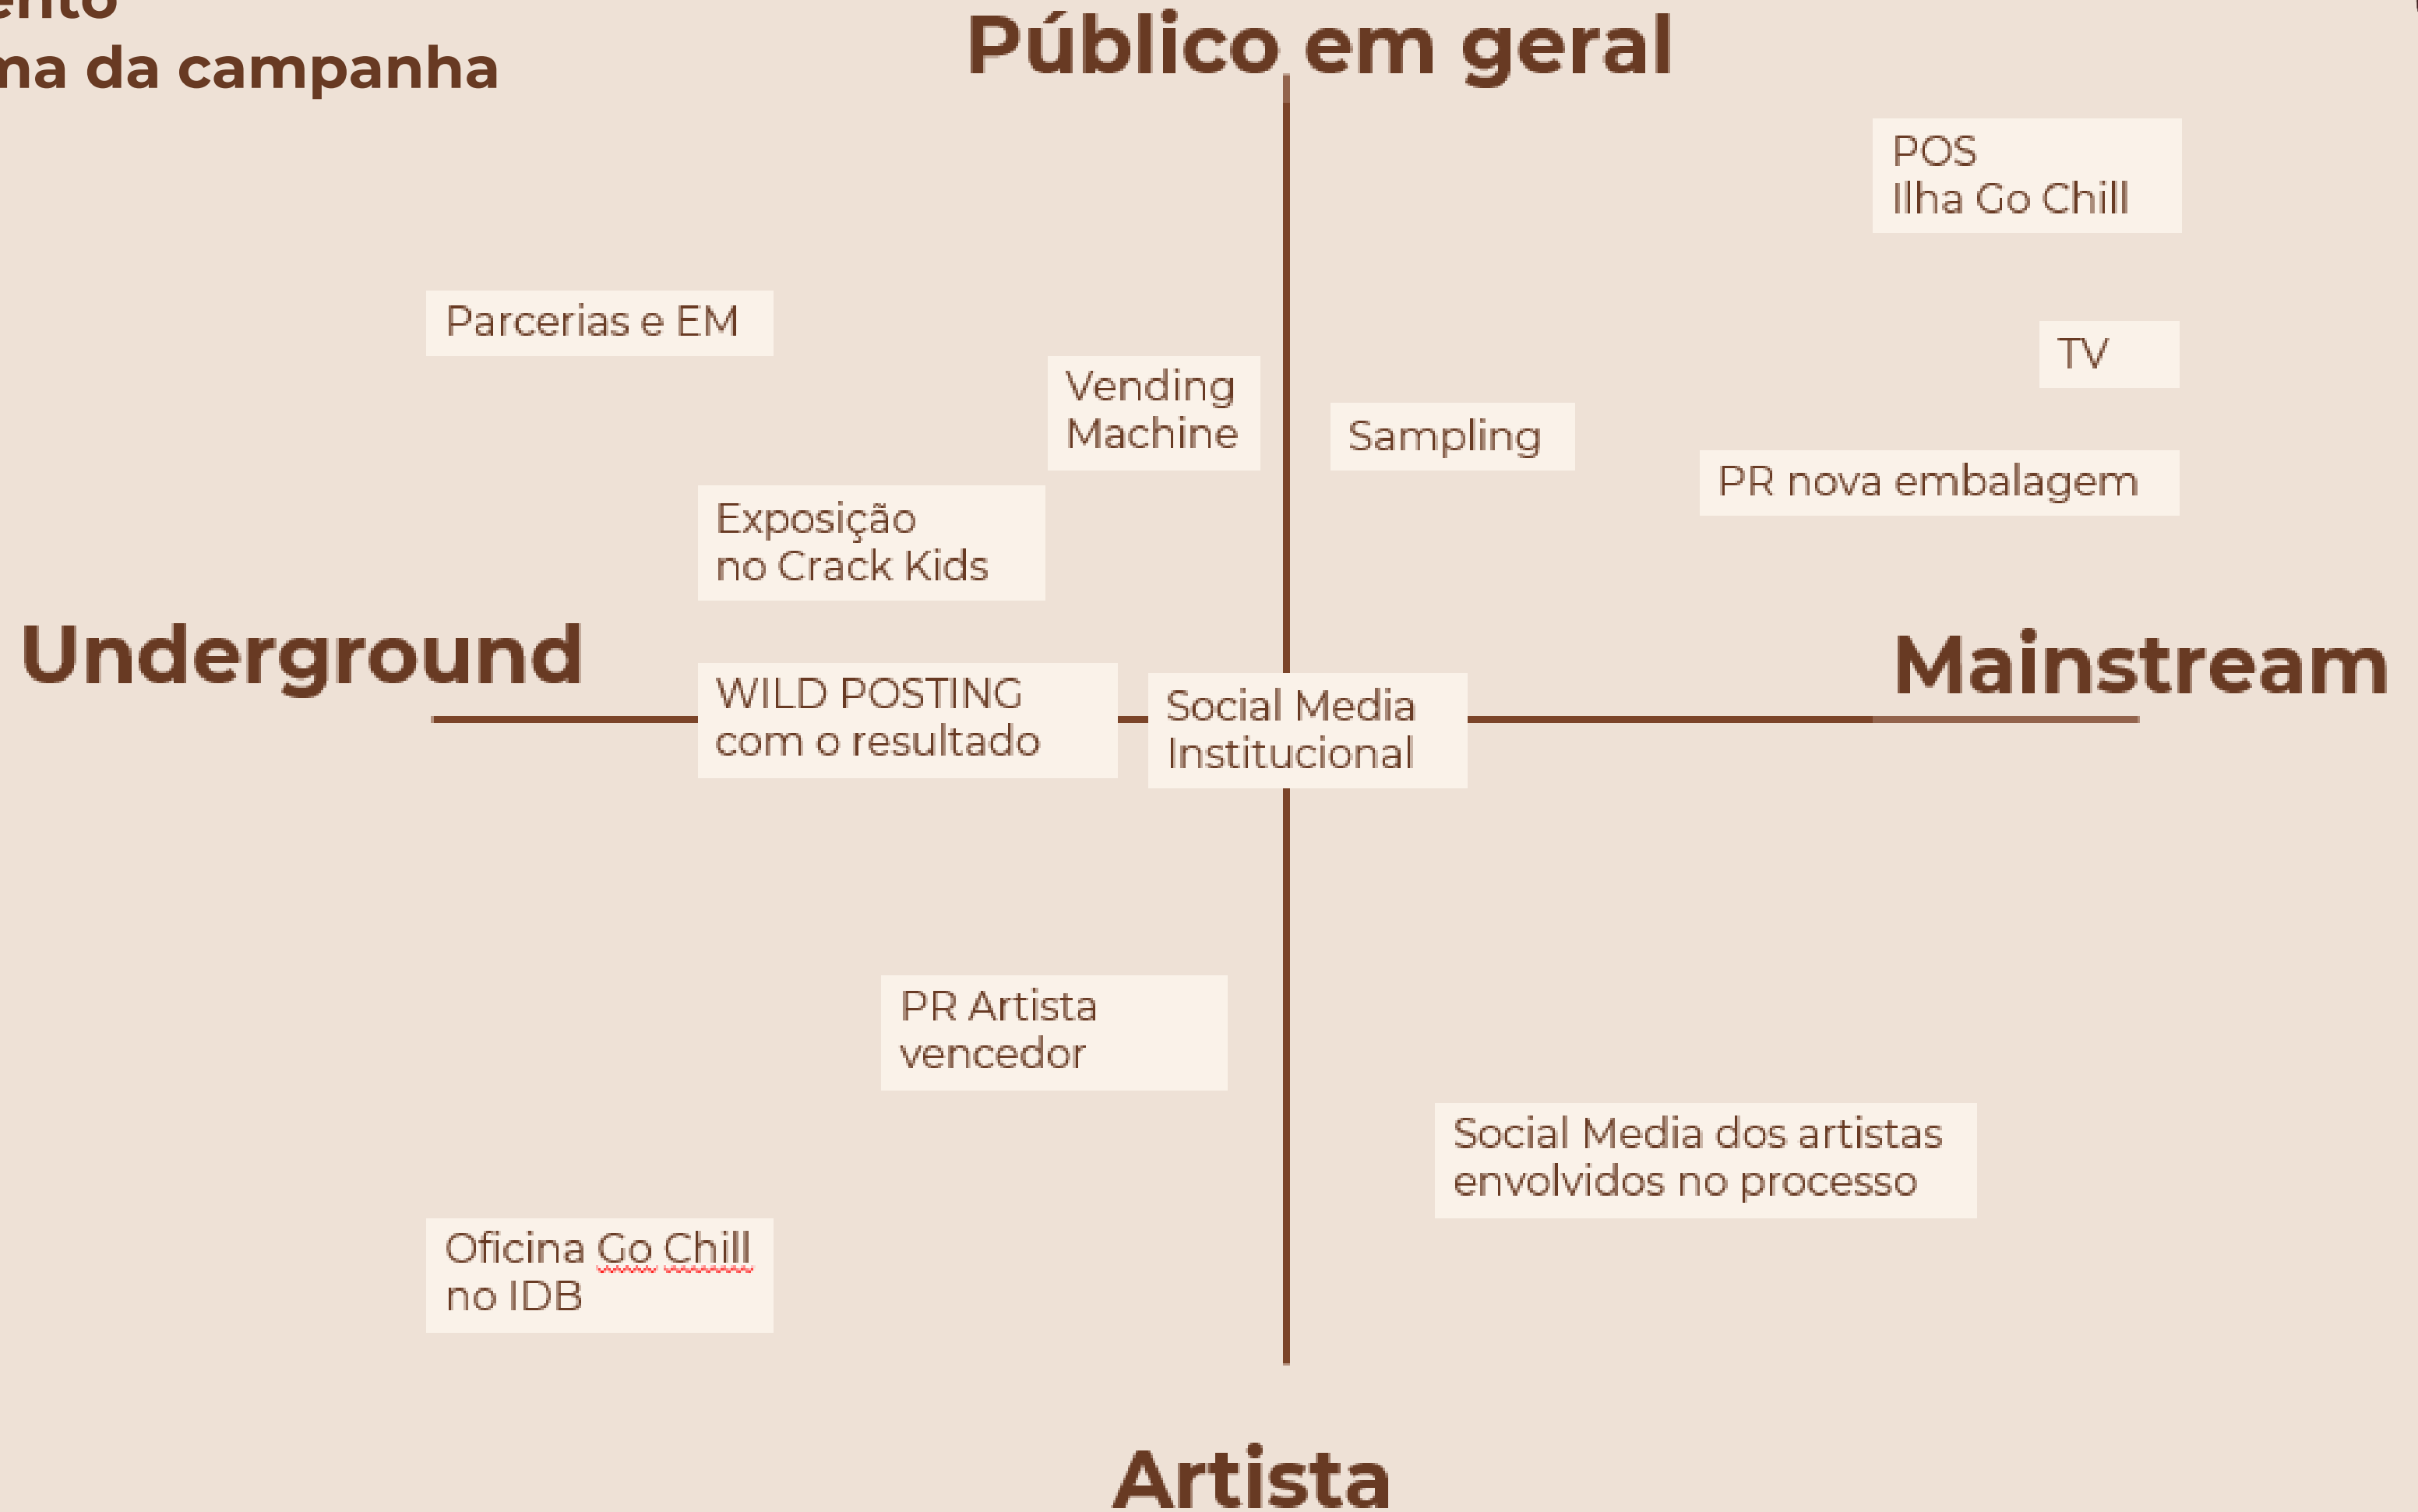 da campanha
Público em geral
POS
Ilha Go Chill
Parcerias e EM
TV
Vending
Machine
Sampling
PR nova embalagem
Exposição
no Crack Kids
Underground
Mainstream
WILD POSTING
com o resultado
Social Media
Institucional
PR Artista
vencedor
Social Media dos artistas
envolvidos no processo
Oficina Go Chill
no IDB
Artista